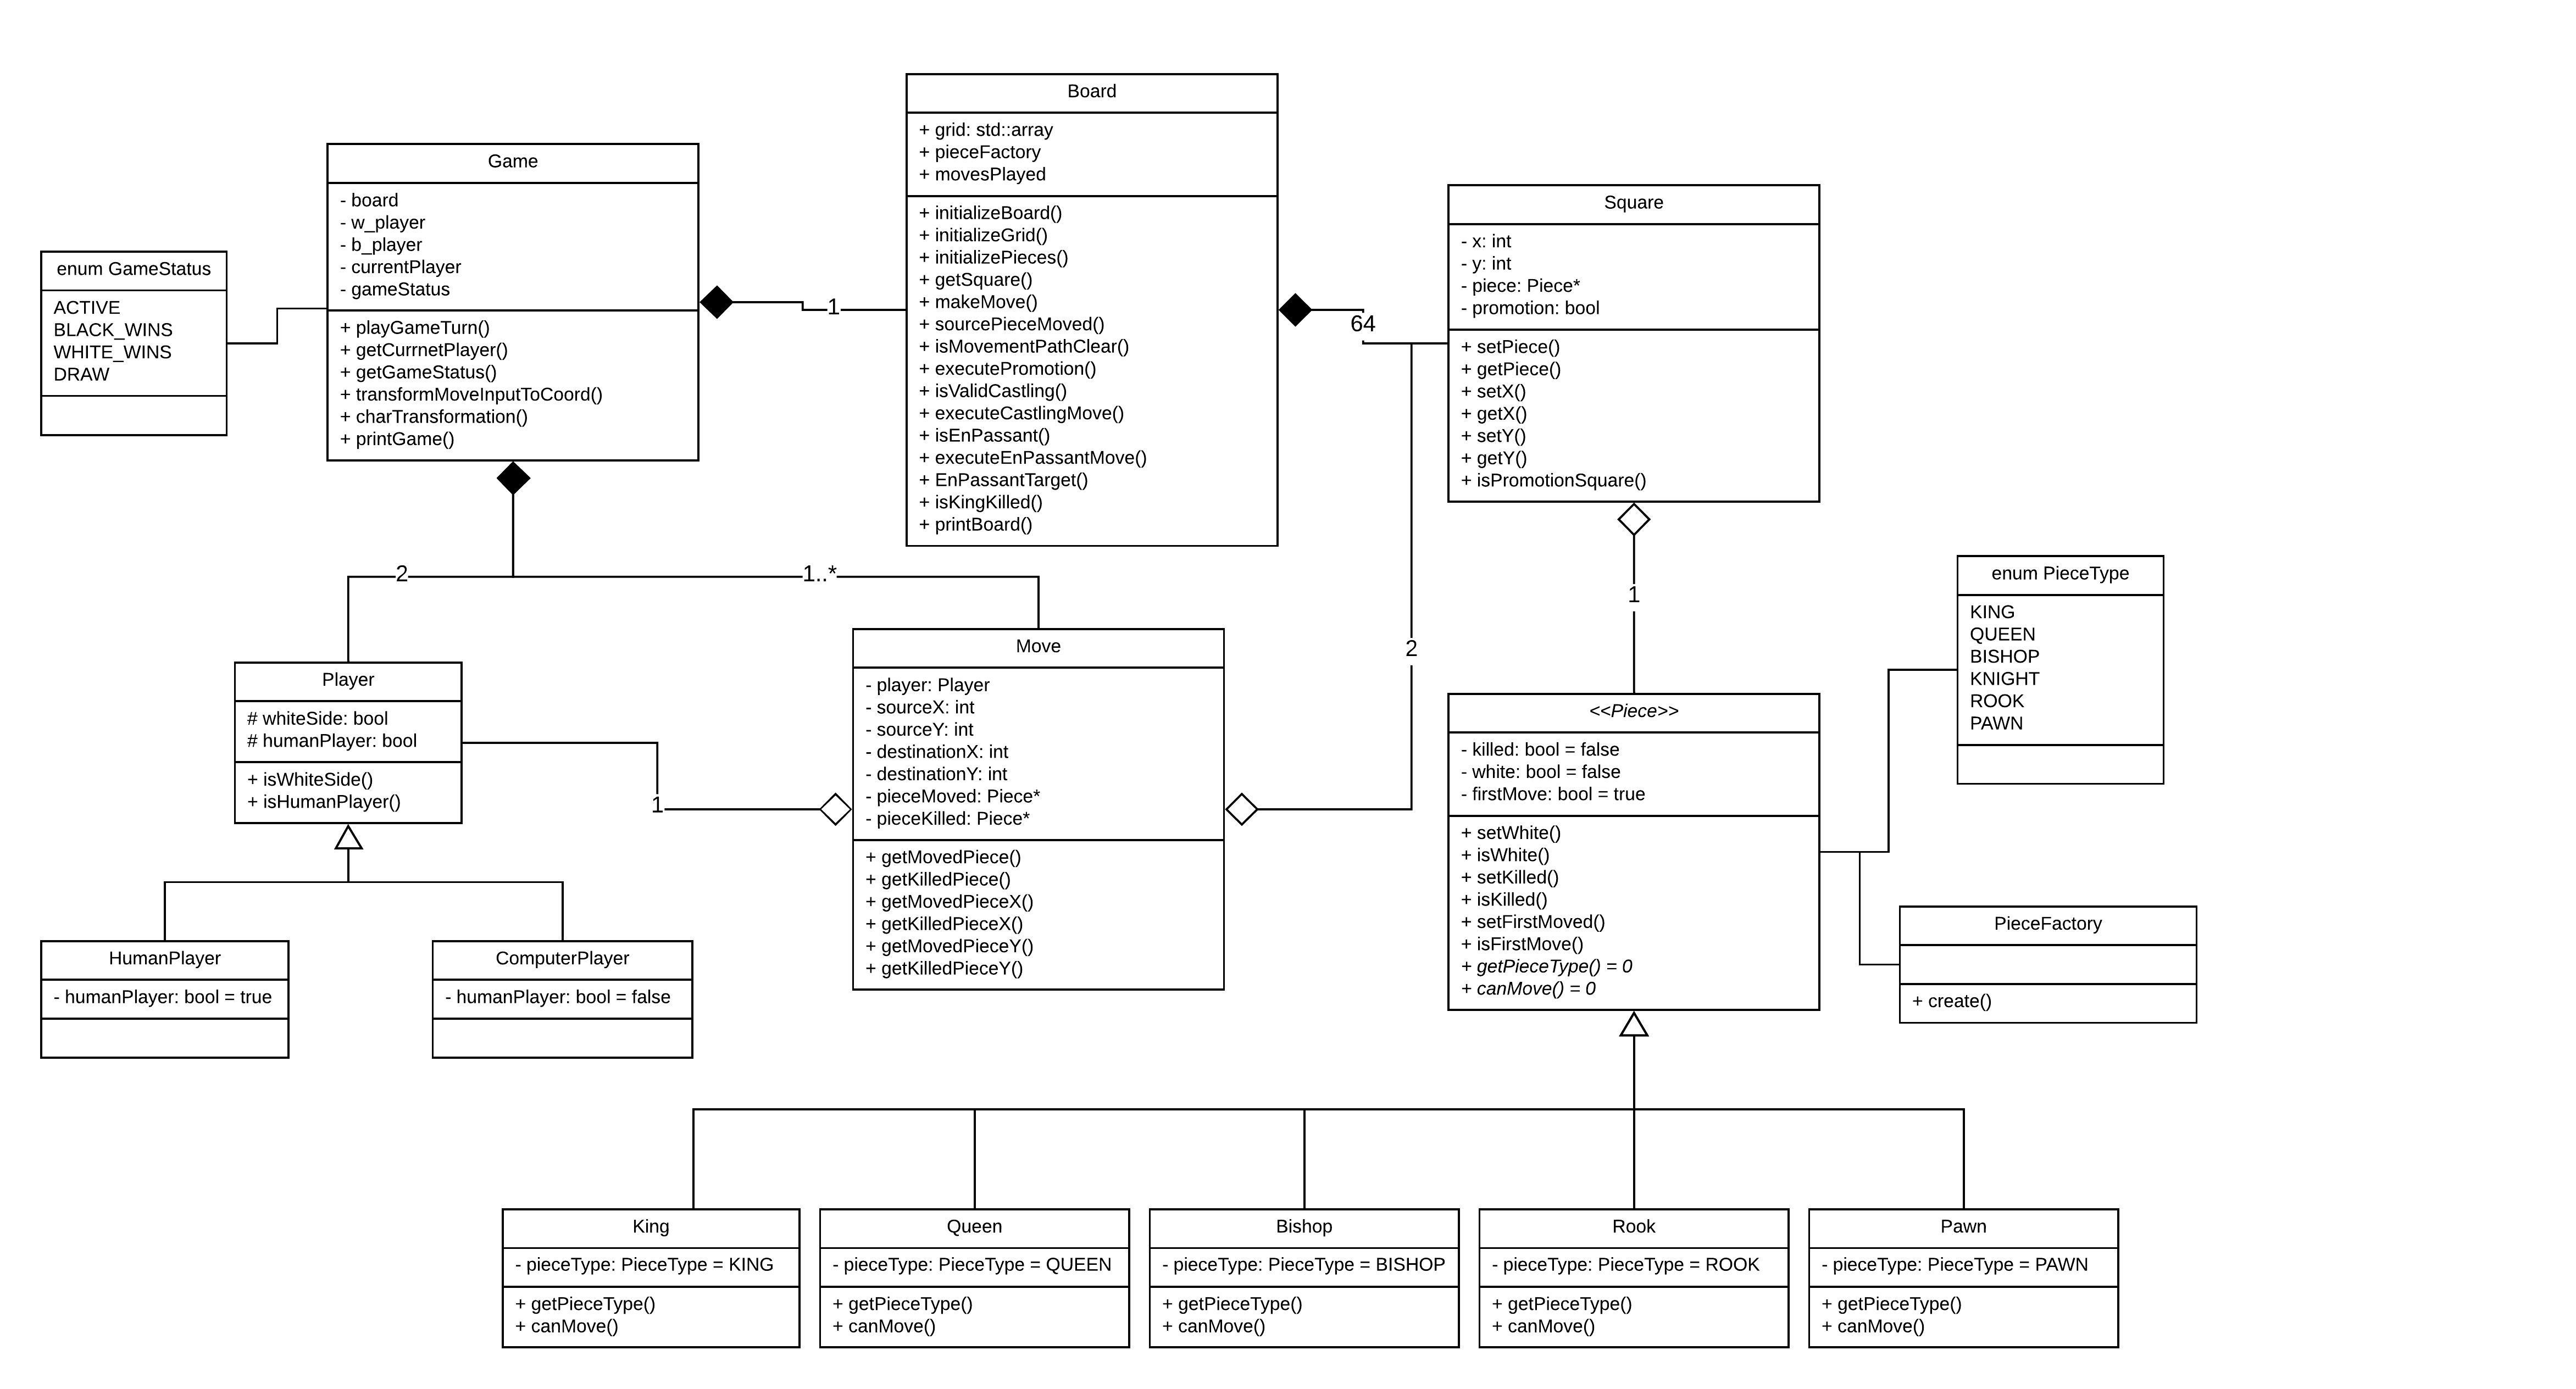 Board
+ grid: std::array
+ pieceFactory
+ movesPlayed
+ initializeBoard()
+ initializeGrid()
+ initializePieces()
+ getSquare()
+ makeMove()
+ sourcePieceMoved()
+ isMovementPathClear()
+ executePromotion()
+ isValidCastling()
+ executeCastlingMove()
+ isEnPassant()
+ executeEnPassantMove()
+ EnPassantTarget()
+ isKingKilled()
+ printBoard()
Game
- board
- w_player
- b_player
- currentPlayer
- gameStatus
+ playGameTurn()
+ getCurrnetPlayer()
+ getGameStatus()
+ transformMoveInputToCoord()
+ charTransformation()
+ printGame()
Square
- x: int
- y: int
- piece: Piece*
- promotion: bool
+ setPiece()
+ getPiece()
+ setX()
+ getX()
+ setY()
+ getY()
+ isPromotionSquare()
enum GameStatus
ACTIVE
BLACK_WINS
WHITE_WINS
DRAW
1
64
2
1..*
1
2
1
enum PieceType
KING
QUEEN
BISHOP
KNIGHT
ROOK
PAWN
Player
# whiteSide: bool
# humanPlayer: bool
+ isWhiteSide()
+ isHumanPlayer()
Move
- player: Player
- sourceX: int
- sourceY: int
- destinationX: int
- destinationY: int
- pieceMoved: Piece*
- pieceKilled: Piece*
+ getMovedPiece()
+ getKilledPiece()
+ getMovedPieceX()
+ getKilledPieceX()
+ getMovedPieceY()
+ getKilledPieceY()
<<Piece>>
- killed: bool = false
- white: bool = false
- firstMove: bool = true
+ setWhite()
+ isWhite()
+ setKilled()
+ isKilled()
+ setFirstMoved()
+ isFirstMove()
+ getPieceType() = 0
+ canMove() = 0
PieceFactory
+ create()
HumanPlayer
- humanPlayer: bool = true
ComputerPlayer
- humanPlayer: bool = false
King
- pieceType: PieceType = KING
+ getPieceType()
+ canMove()
Queen
- pieceType: PieceType = QUEEN
+ getPieceType()
+ canMove()
Bishop
- pieceType: PieceType = BISHOP
+ getPieceType()
+ canMove()
Rook
- pieceType: PieceType = ROOK
+ getPieceType()
+ canMove()
Pawn
- pieceType: PieceType = PAWN
+ getPieceType()
+ canMove()